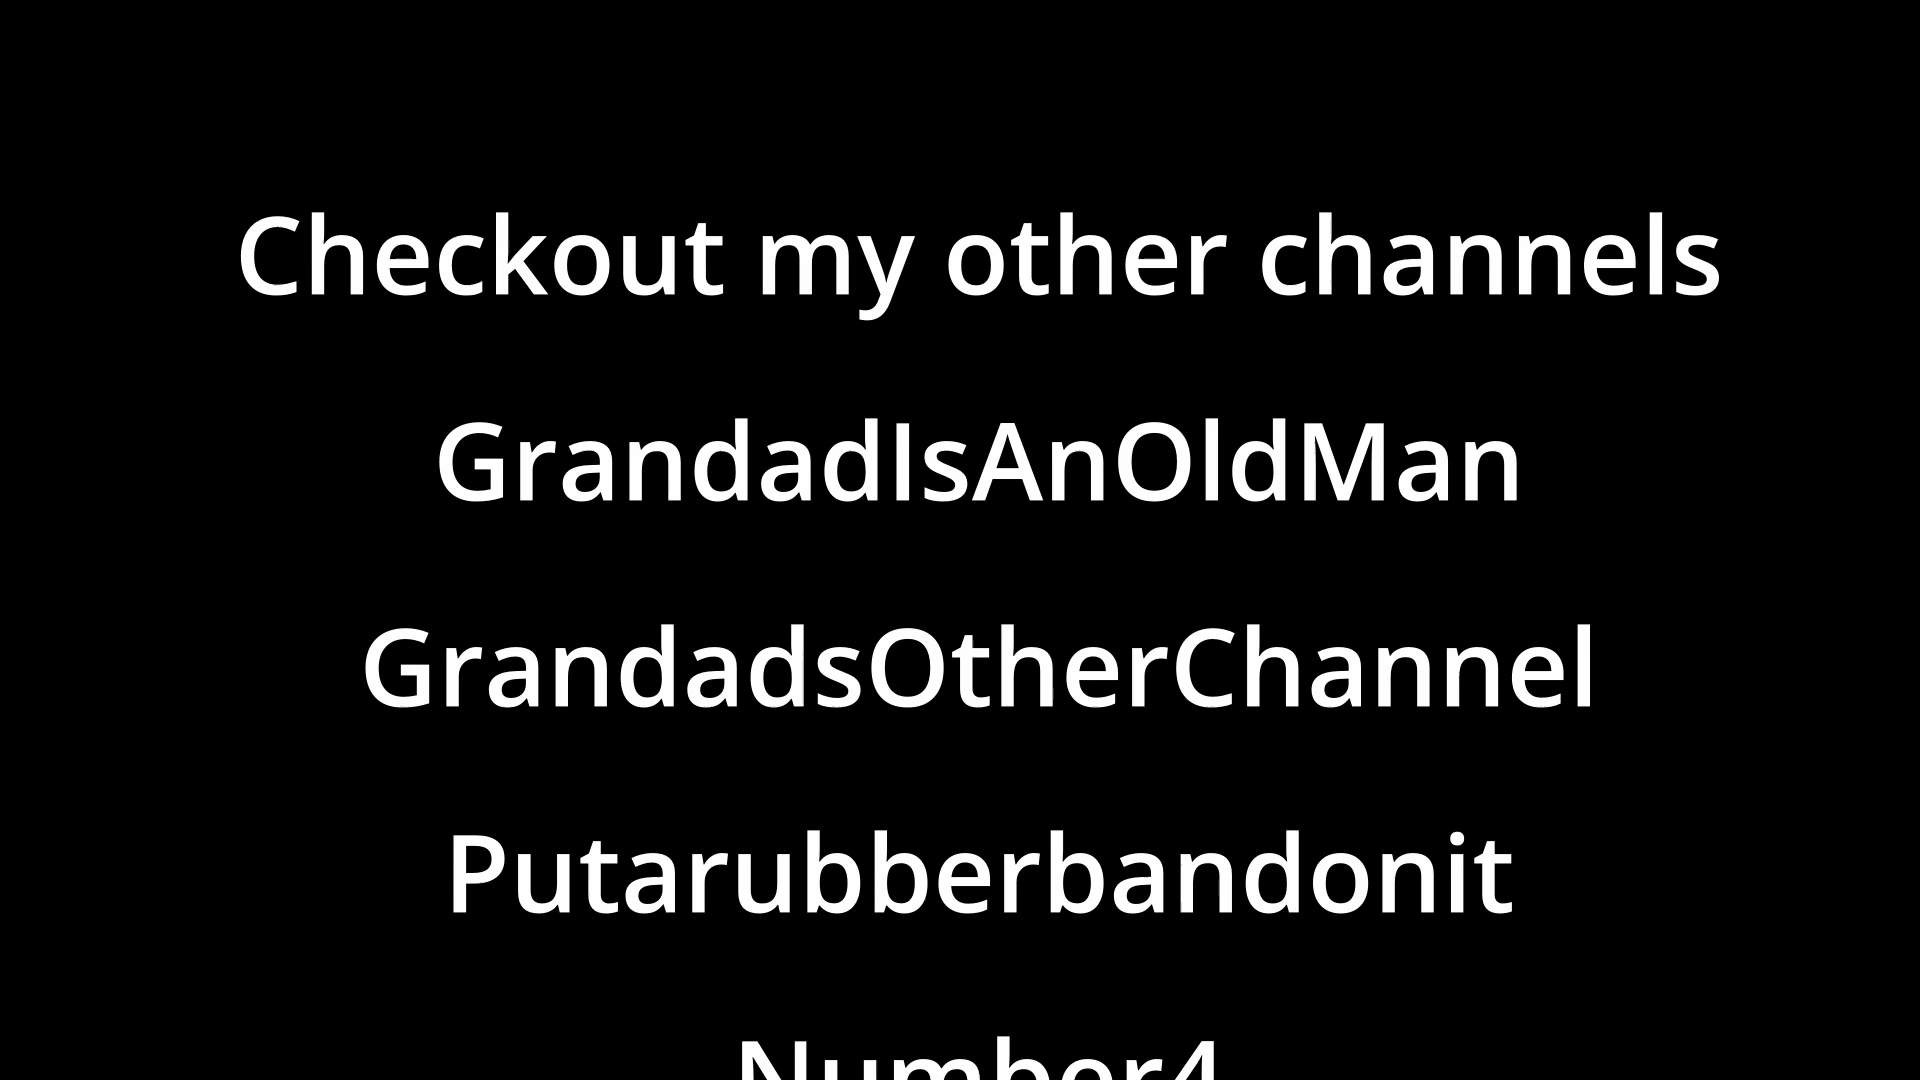 Checkout my other channels
GrandadIsAnOldMan
GrandadsOtherChannel
Putarubberbandonit
Number4